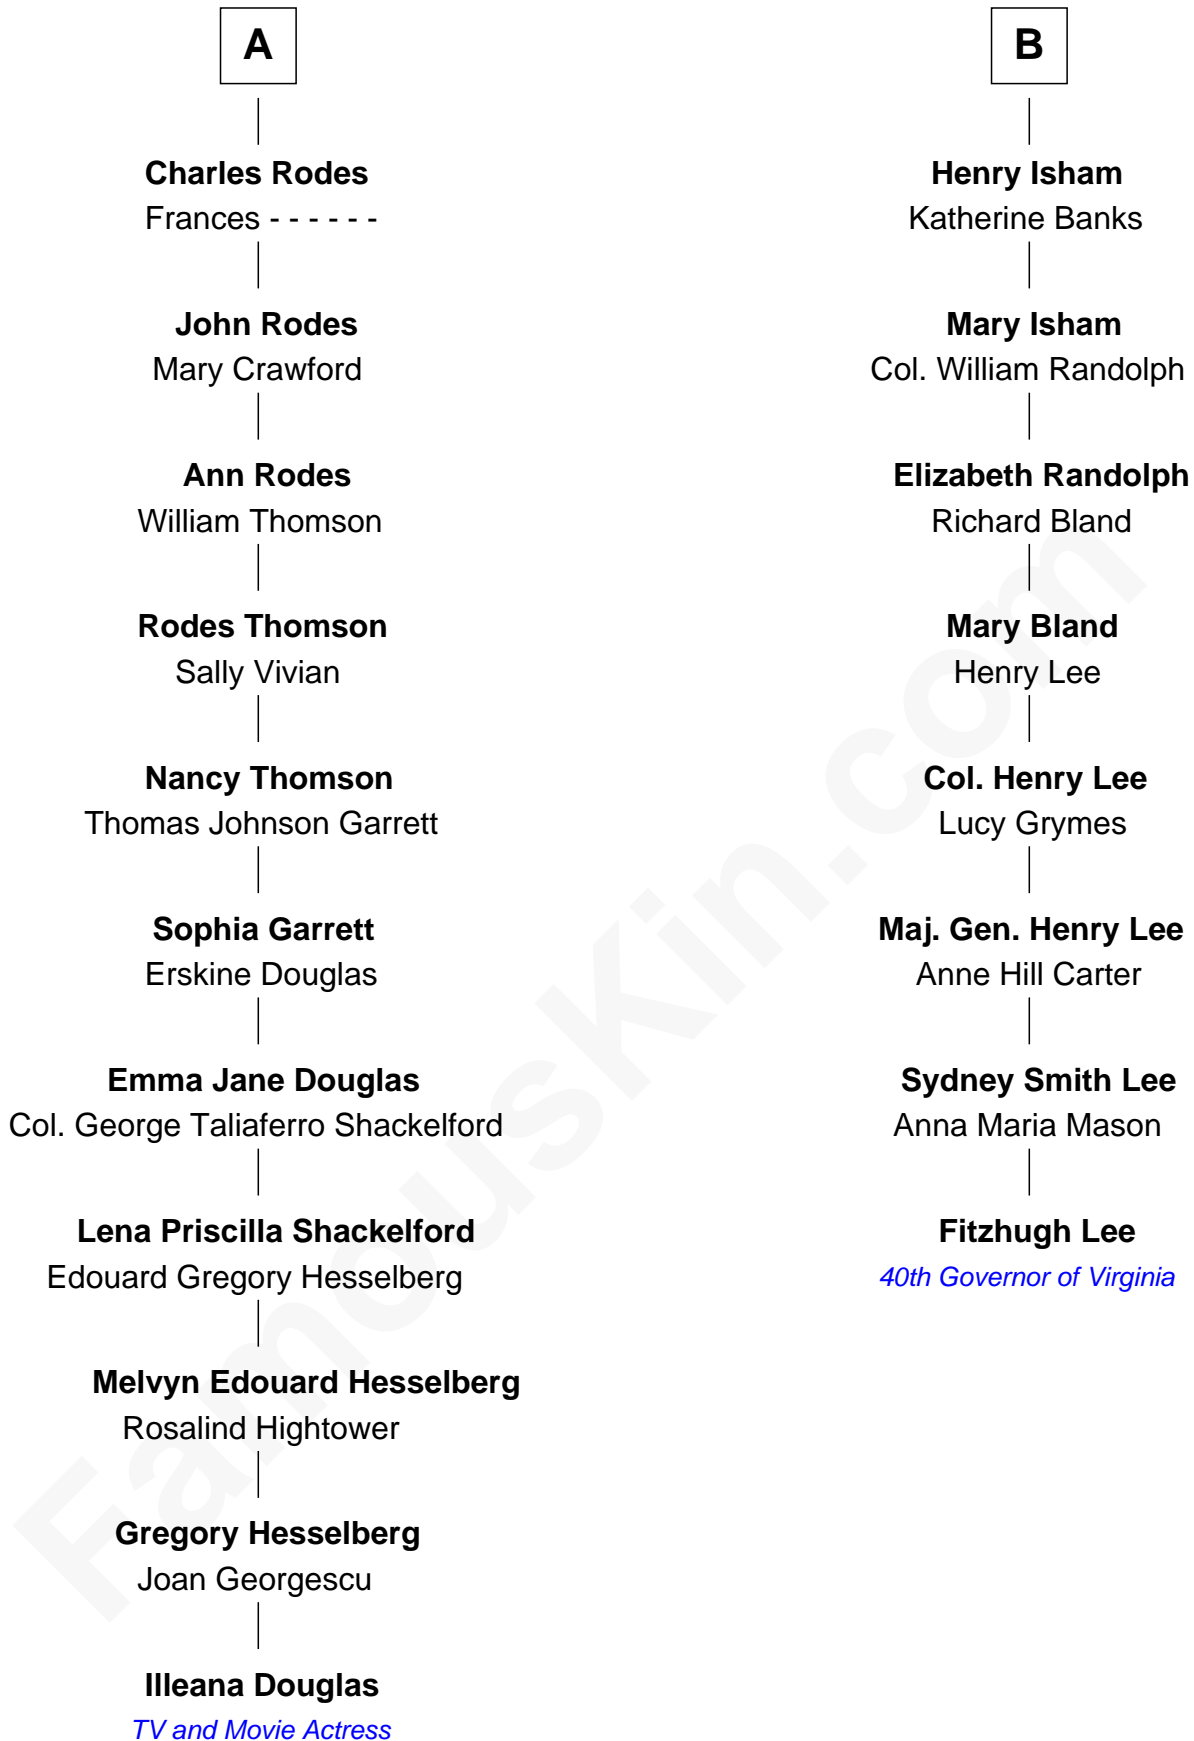 A
Charles Rodes
Frances - - - - - -
John Rodes
Mary Crawford
Ann Rodes
William Thomson
Rodes Thomson
Sally Vivian
Nancy Thomson
Thomas Johnson Garrett
Sophia Garrett
Erskine Douglas
Emma Jane Douglas
Col. George Taliaferro Shackelford
Lena Priscilla Shackelford
Edouard Gregory Hesselberg
Melvyn Edouard Hesselberg
Rosalind Hightower
Gregory Hesselberg
Joan Georgescu
Illeana Douglas
TV and Movie Actress
B
Henry Isham
Katherine Banks
Mary Isham
Col. William Randolph
Elizabeth Randolph
Richard Bland
Mary Bland
Henry Lee
Col. Henry Lee
Lucy Grymes
Maj. Gen. Henry Lee
Anne Hill Carter
Sydney Smith Lee
Anna Maria Mason
Fitzhugh Lee
40th Governor of Virginia
FamousKin.com